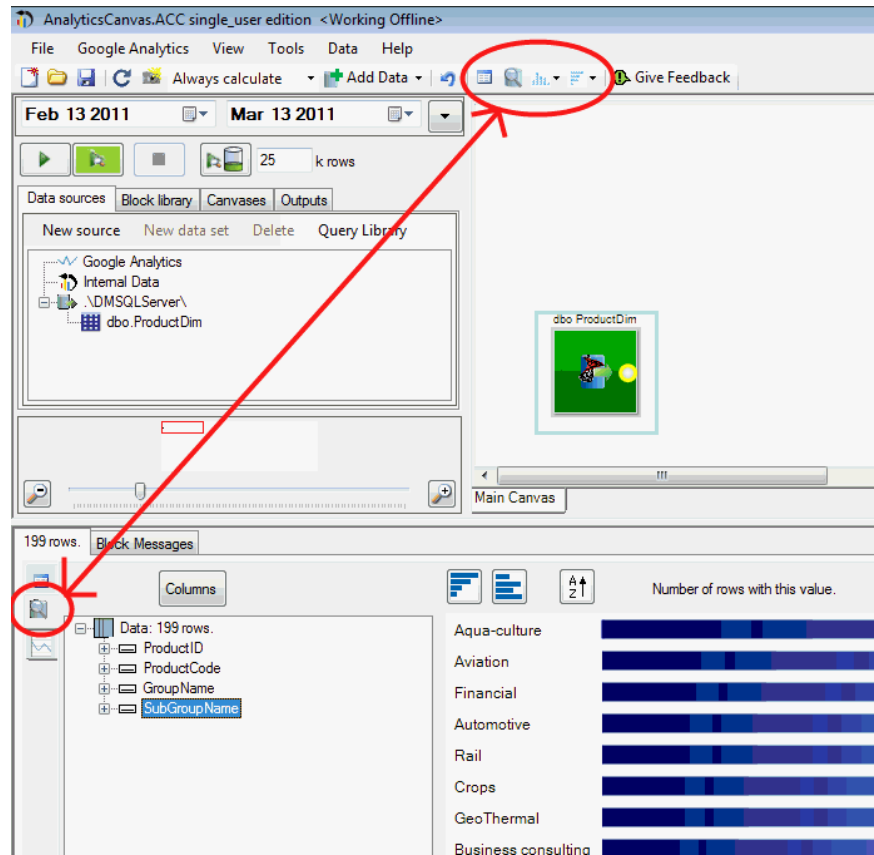 AnalyticsCanvas.ACC single_user edition <Working Offline>
File Google Analytics View Tools Data Help
Always calculate Add Data Give Feedback
Feb 13 2011 Mar 13 2011
25 k rows
Data sources Block library Canvases Outputs
New source New data set Delete Query Library
Google Analytics
Internal Data
.\DMSQLServer\
dbo.ProductDim
dbo ProductDim
Main Canvas
199 rows. Block Messages
Columns
A
Z
Number of rows with this value.
Data: 199 rows.
ProductID
ProductCode
GroupName
SubGroupName
Aqua-culture
Aviation
Financial
Automotive
Rail
Crops
GeoThermal
Business consulting